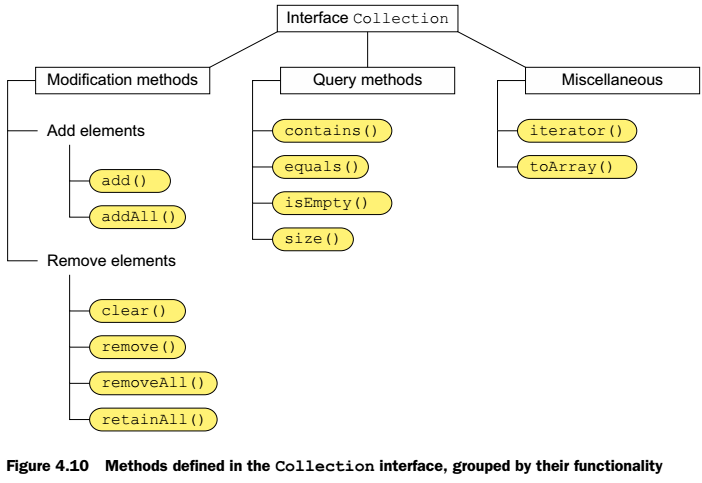 Interface Collection
Modification methods
Add elements
add()
addAll()
Remove elements
clear()
remove()
removeAll()
retainAll()
Query methods
contains()
equals()
isEmpty()
size()
Miscellaneous
iterator()
toArray()
Figure 4.10 Methods defined in the Collection interface, grouped by their functionality